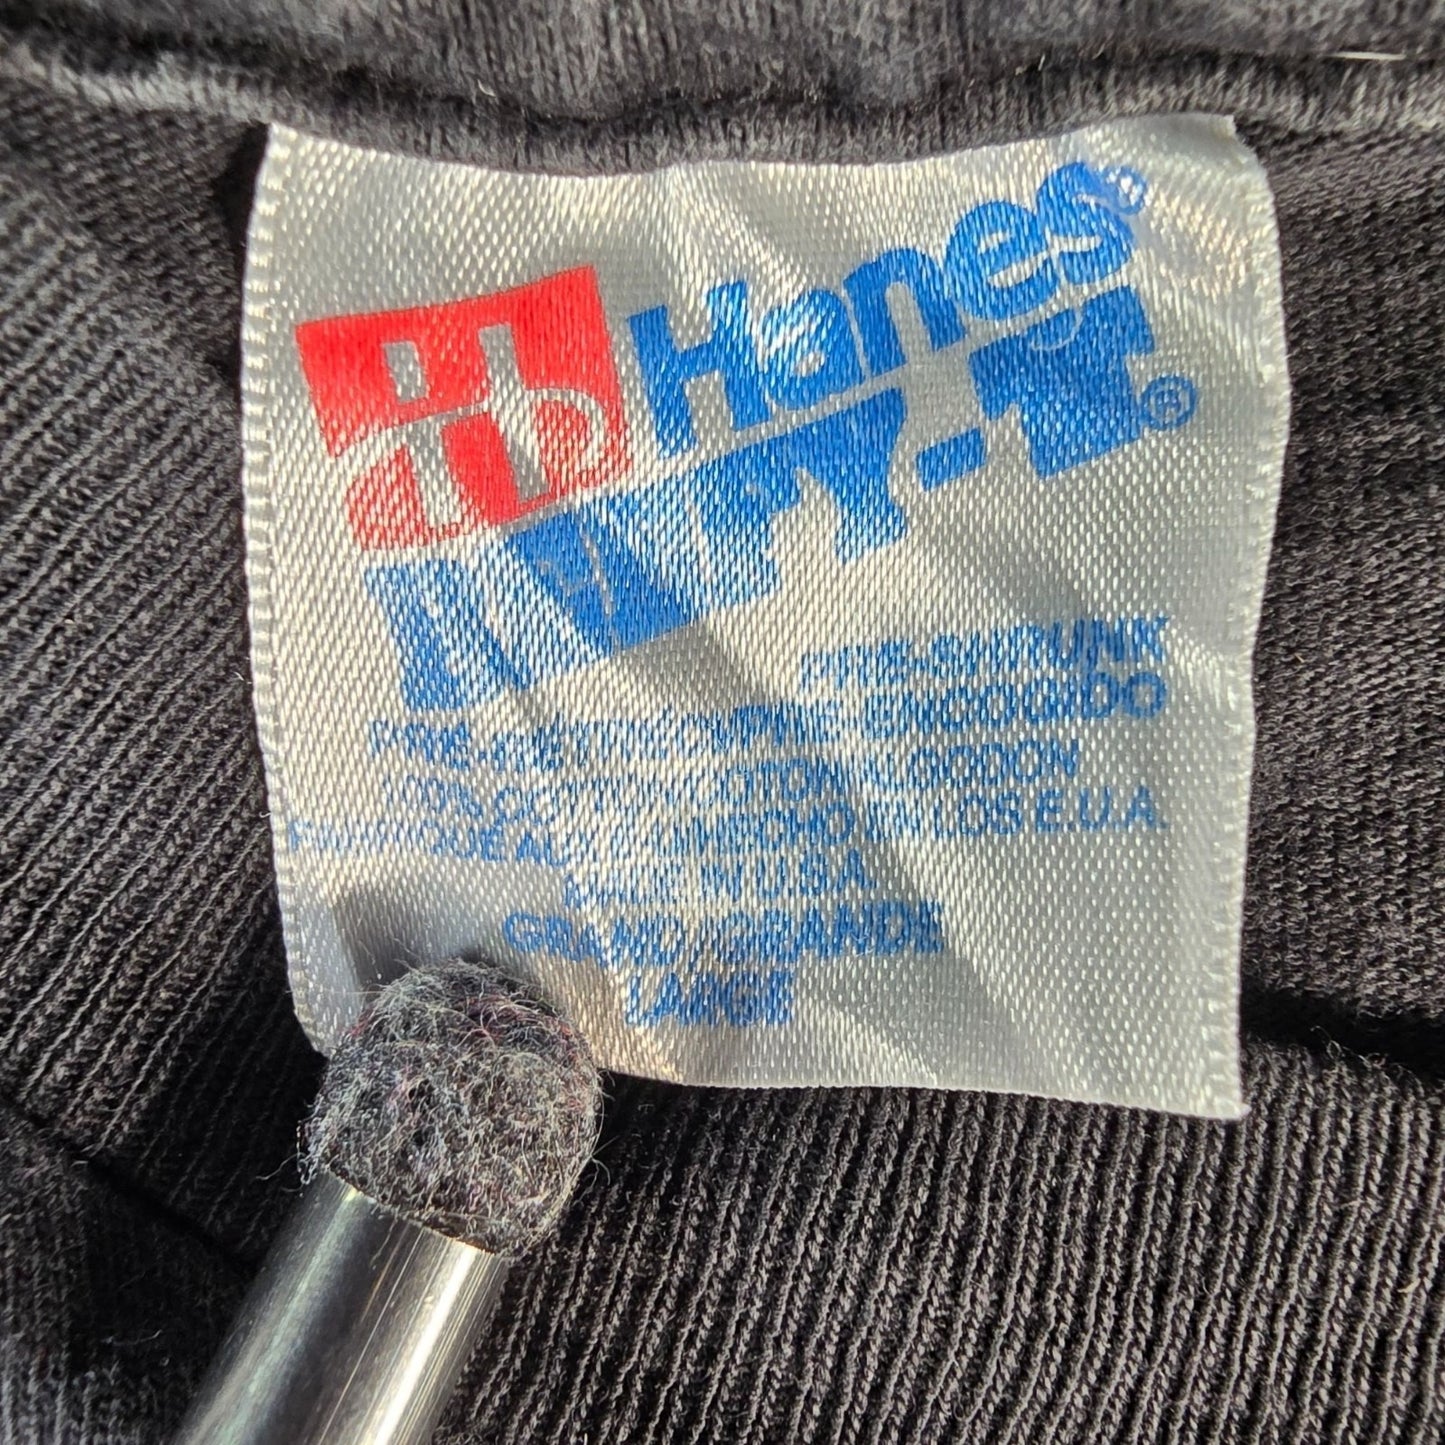 Hanes®
BEEFY-T®
PRE-SHRUNK
PRE-RETRECI/PRE-ENCOGIDO
100% COTTON/COTON/ALGODON
FABRIQUE AUX/HECHO EN LOS E.U.A.
MADE IN USA
GRAND/GRANDE
LARGE